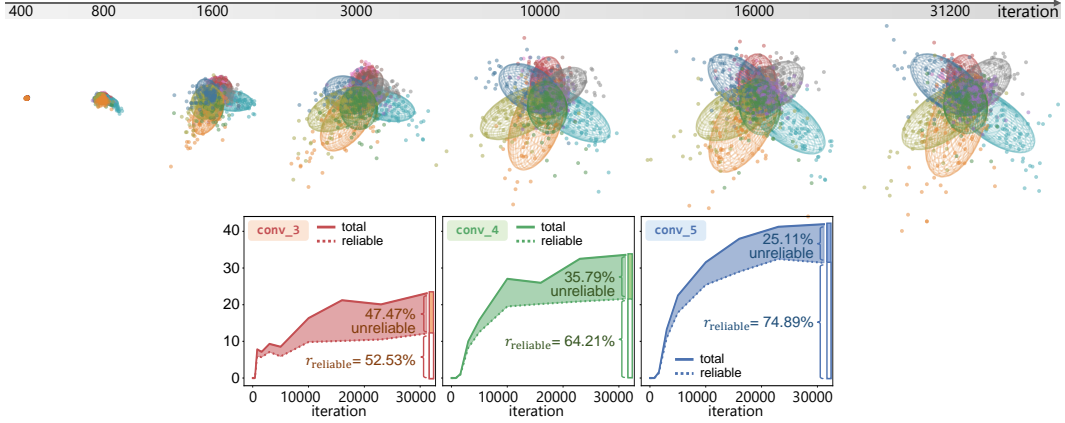 400 800 1600 3000 10000 16000 31200 iteration
conv_3 total
reliable
47.47%
unreliable
r_reliable = 52.53%
40
30
20
10
0
0 10000 20000 30000
iteration
conv_4 total
reliable
35.79%
unreliable
r_reliable = 64.21%
0 10000 20000 30000
iteration
conv_5
25.11%
unreliable
r_reliable = 74.89%
total
reliable
0 10000 20000 30000
iteration